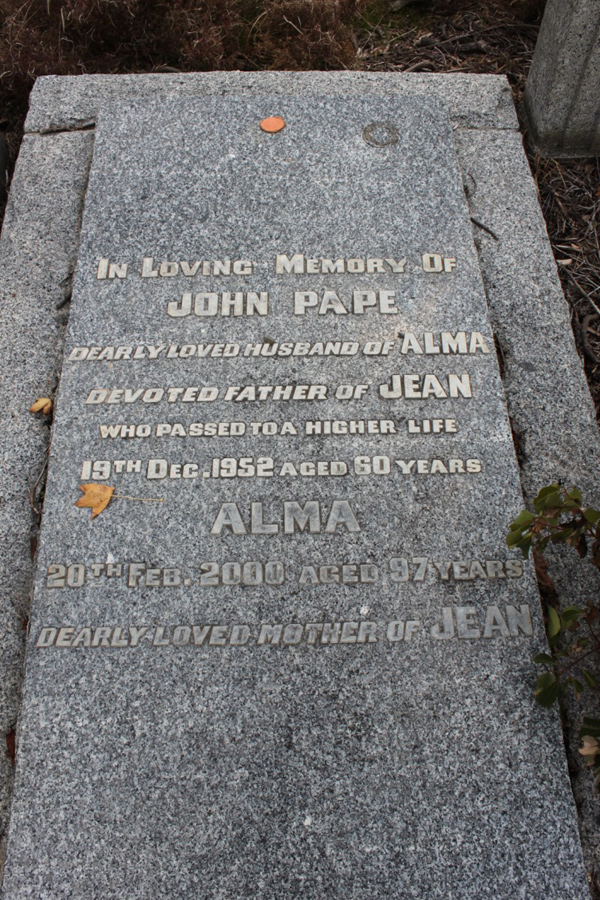 In Loving Memory Of
JOHN PAPE
DEARLY LOVED HUSBAND OF ALMA
DEVOTED FATHER OF JEAN
WHO PASSED TO A HIGHER LIFE
19TH DEC. 1952 AGED 60 YEARS
ALMA
20TH FEB. 2000 AGED 97 YEARS
DEARLY LOVED MOTHER OF JEAN